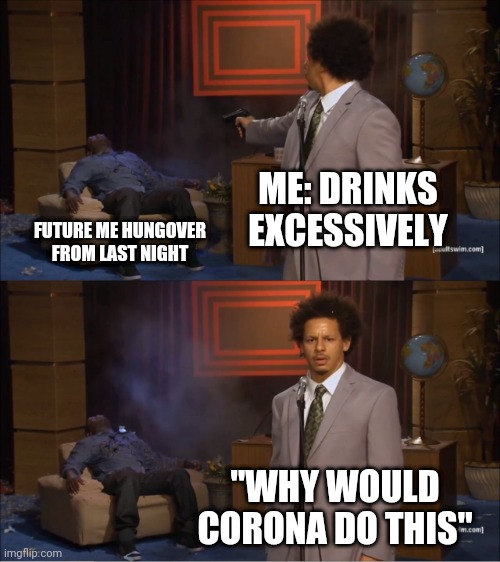 ME: DRINKS
EXCESSIVELY
FUTURE ME HUNGOVER
FROM LAST NIGHT
"WHY WOULD
CORONA DO THIS"
imgflip.com